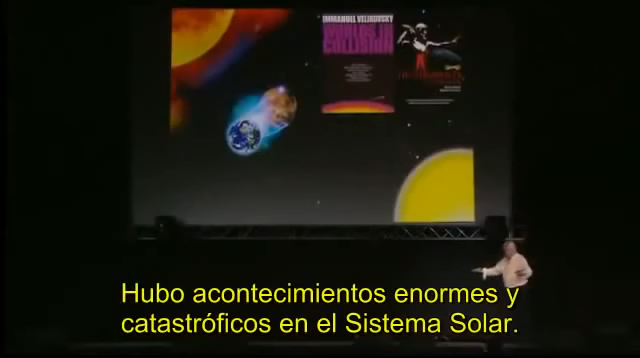 IMMANUEL VELIKOVSKY
WORLDS IN
COLLISION
Hubo acontecimientos enormes y
catastróficos en el Sistema Solar.